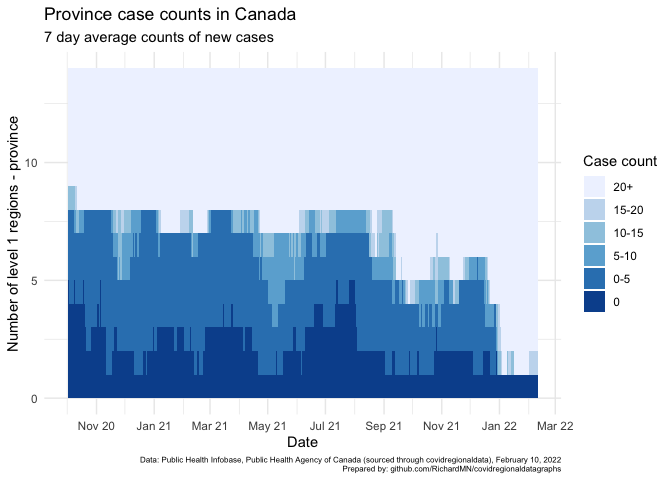 Province case counts in Canada
7 day average counts of new cases
Number of level 1 regions - province
10
5
0
Nov 20 Jan 21 Mar 21 May 21 Jul 21 Sep 21 Nov 21 Jan 22 Mar 22
Date
Case count
20+
15-20
10-15
5-10
0-5
0
Data: Public Health Infobase, Public Health Agency of Canada (sourced through covidregionaldata), February 10, 2022
Prepared by: github.com/RichardMN/covidregionaldatagraphs